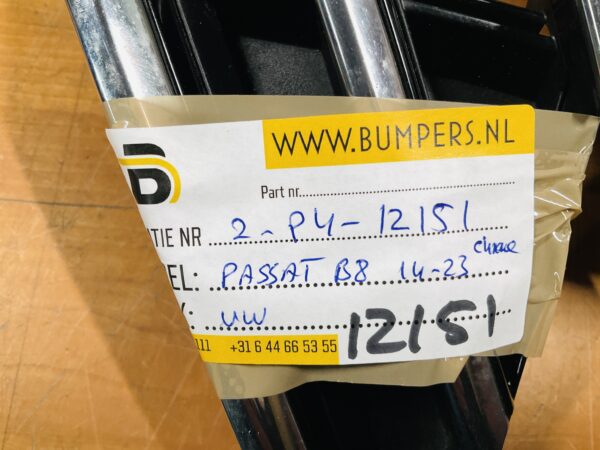 WWW.BUMPERS.NL
B
Part nr.
TIE NR 2-P4-12151
EL: PASSAT B8 14-23 chrome
K: VW
111 +31 6 44 66 53 55
12151